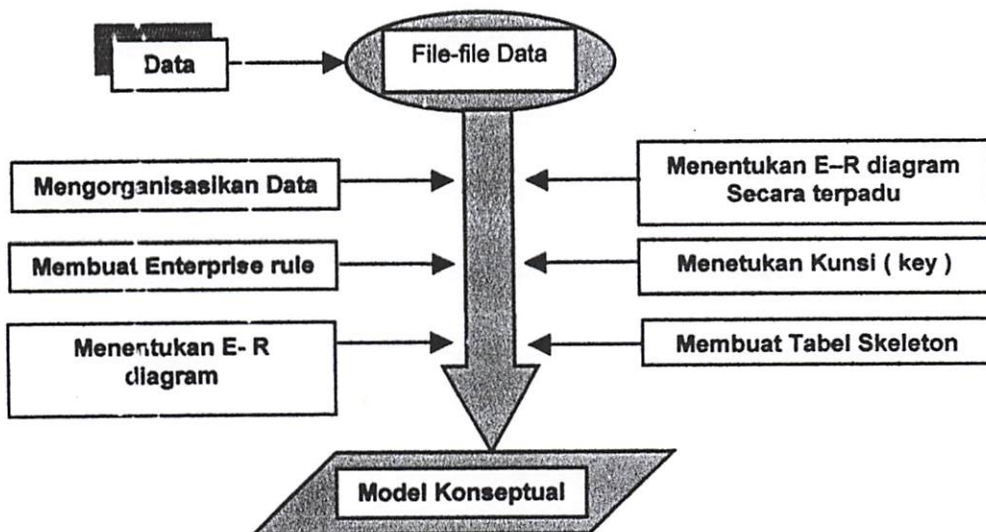 Data
File-file Data
Mengorganisasikan Data
Menentukan E–R diagram
Secara terpadu
Membuat Enterprise rule
Menetukan Kunsi ( key )
Menentukan E- R
diagram
Membuat Tabel Skeleton
Model Konseptual